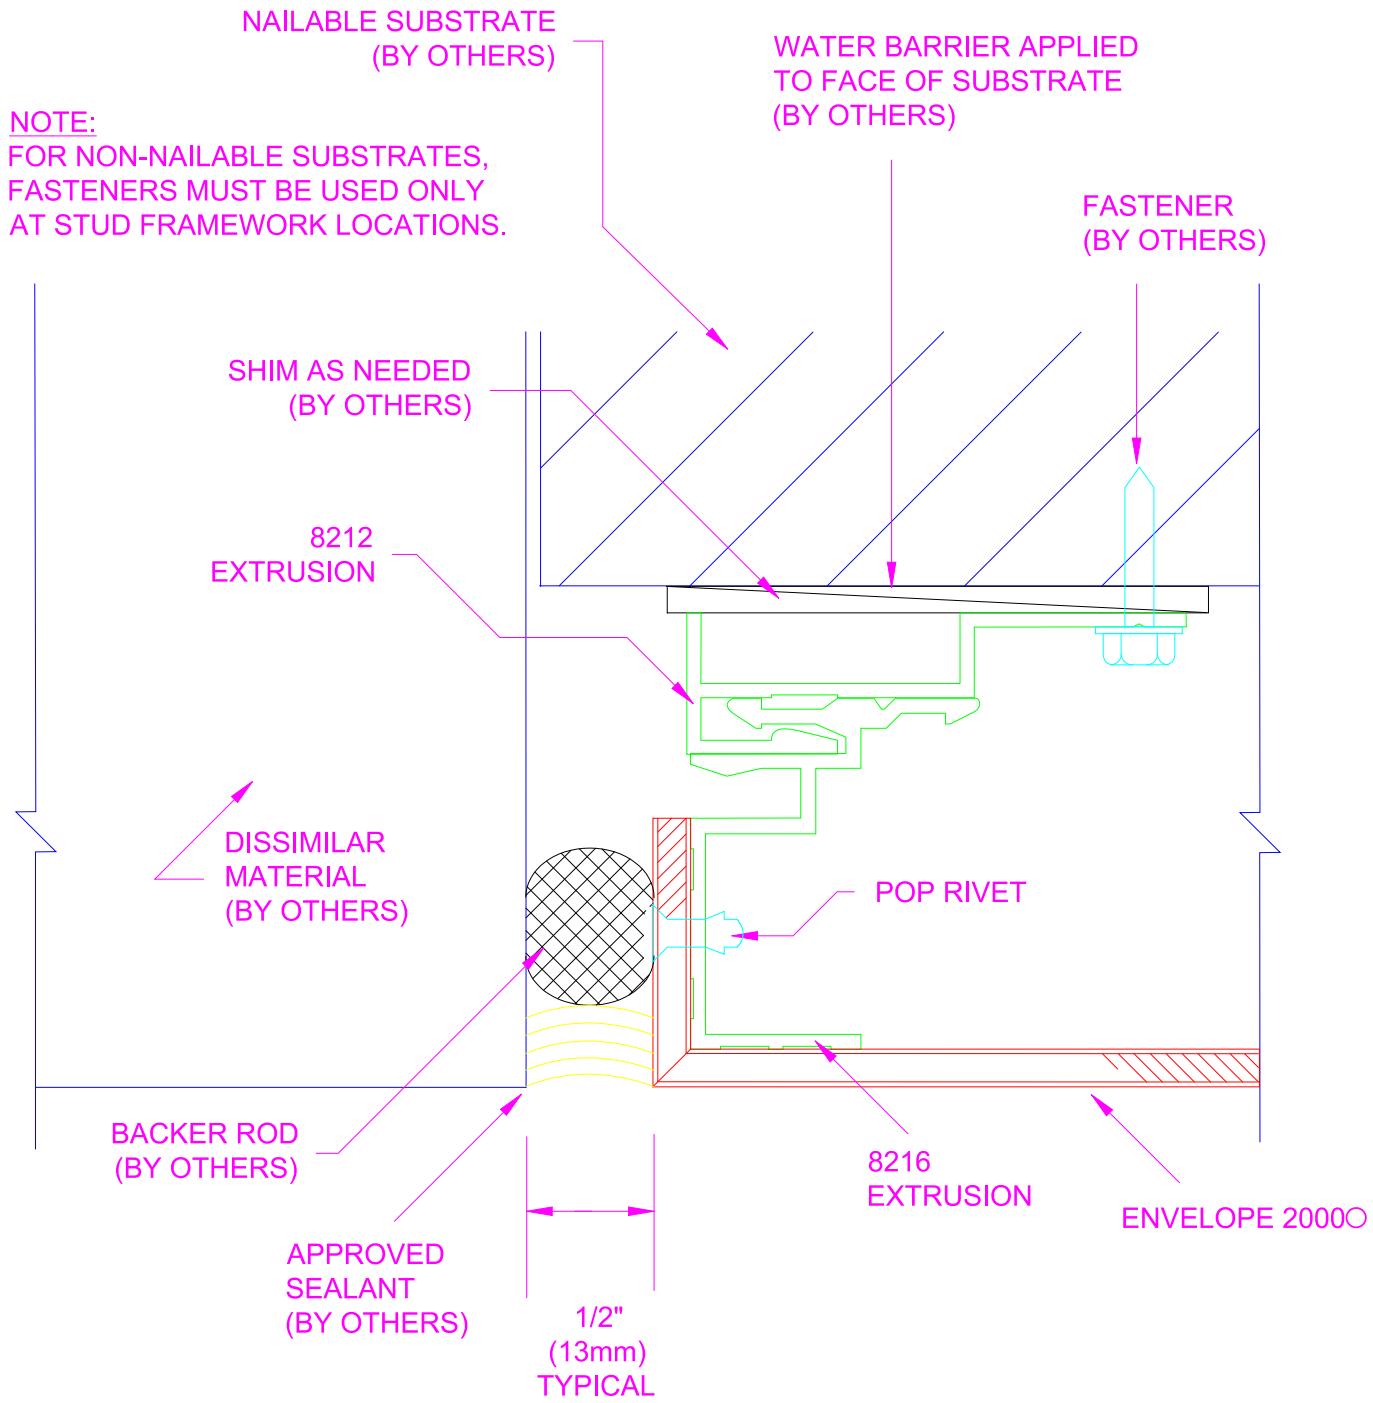 NAILABLE SUBSTRATE
(BY OTHERS)
WATER BARRIER APPLIED
TO FACE OF SUBSTRATE
(BY OTHERS)
NOTE:
FOR NON-NAILABLE SUBSTRATES,
FASTENERS MUST BE USED ONLY
AT STUD FRAMEWORK LOCATIONS.
FASTENER
(BY OTHERS)
SHIM AS NEEDED
(BY OTHERS)
8212
EXTRUSION
DISSIMILAR
MATERIAL
(BY OTHERS)
POP RIVET
BACKER ROD
(BY OTHERS)
8216
EXTRUSION
ENVELOPE 2000○
APPROVED
SEALANT
(BY OTHERS)
1/2"
(13mm)
TYPICAL